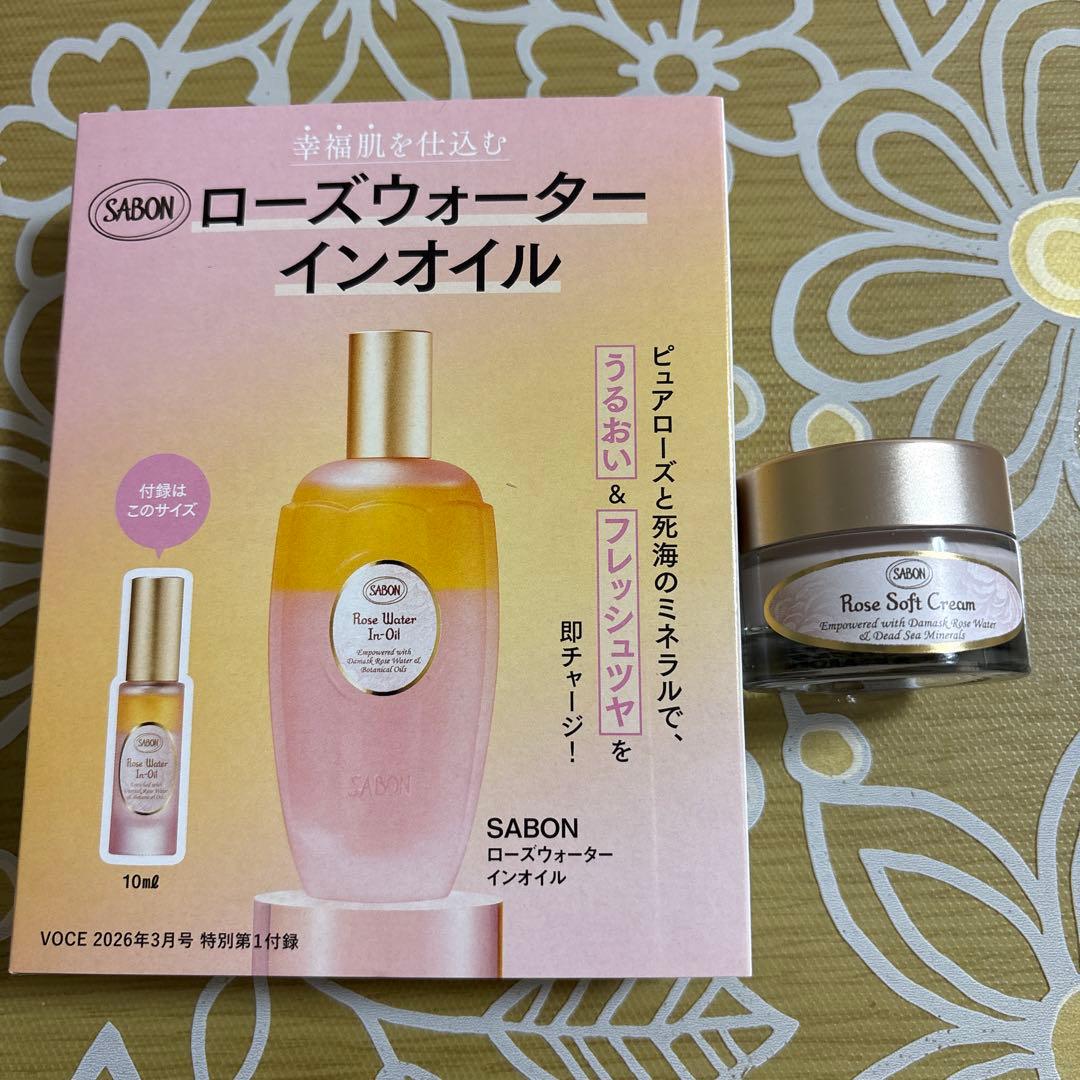 幸福肌を仕込む
SABON
ローズウォーター
インオイル
ピュアローズと死海のミネラルで、
うるおい&フレッシュツヤを
即チャージ!
付録は
このサイズ
SABON
Rose Water
In-Oil
Empowered with
Damask Rose Water &
Botanical Oils
SABON
SABON
Rose Water
In-Oil
10ml
SABON
ローズウォーター
インオイル
VOCE 2026年3月号 特別第1付録
SABON
Rose Soft Cream
Empowered with Damask Rose Water
& Dead Sea Minerals